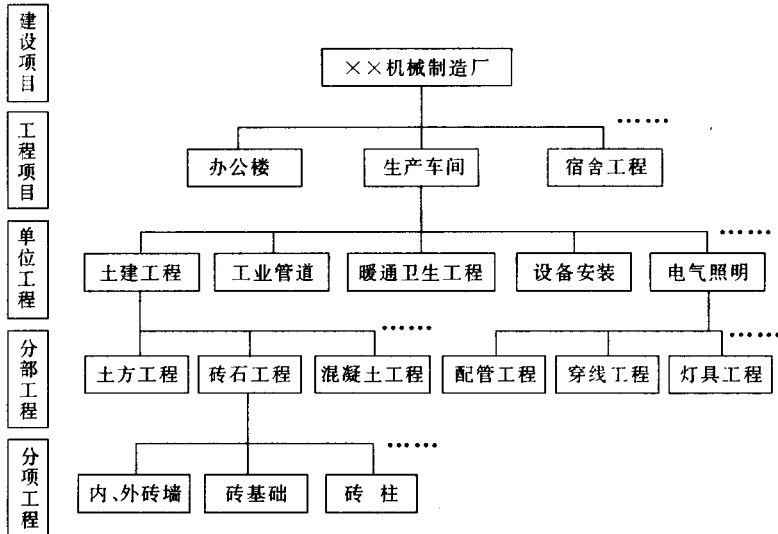 建设项目
××机械制造厂
……
工程项目
办公楼
生产车间
宿舍工程
单位工程
……
土建工程
工业管道
暖通卫生工程
设备安装
电气照明
分部工程
……
……
土方工程
砖石工程
混凝土工程
配管工程
穿线工程
灯具工程
分项工程
……
内、外砖墙
砖基础
砖 柱